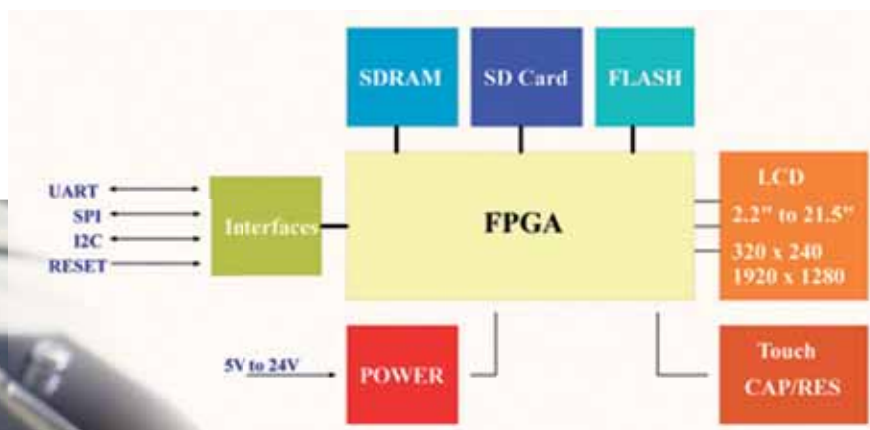 SDRAM
SD Card
FLASH
UART
SPI
I2C
RESET
Interfaces
FPGA
LCD
2.2" to 21.5"
320 x 240
1920 x 1280
5V to 24V
POWER
Touch
CAP/RES